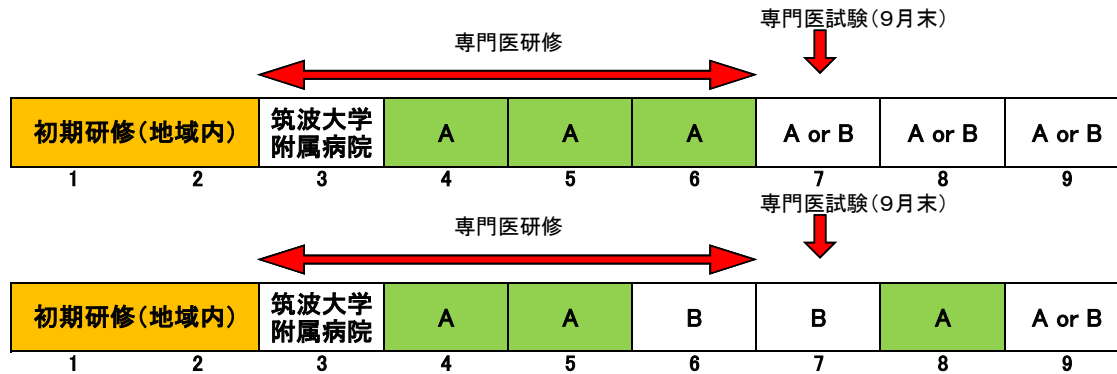 専門医試験(9月末)
専門医研修
初期研修(地域内) 筑波大学附属病院 A A A A or B A or B A or B
1 2 3 4 5 6 7 8 9
専門医試験(9月末)
専門医研修
初期研修(地域内) 筑波大学附属病院 A A B B A A or B
1 2 3 4 5 6 7 8 9